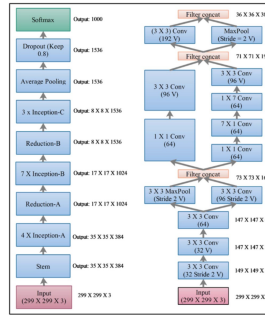 Softmax
Output: 1000
Dropout (Keep
0.8)
Output: 1536
Average Pooling
Output: 1536
3 x Inception-C
Output: 8 X 8 X 1536
Reduction-B
Output: 8 X 8 X 1536
7 X Inception-B
Output: 17 X 17 X 1024
Reduction-A
Output: 17 X 17 X 1024
4 X Inception-A
Output: 35 X 35 X 384
Stem
Output: 35 X 35 X 384
Input
(299 X 299 X 3)
299 X 299 X 3
Filter concat
36 X 36 X 3
(3 X 3) Conv
(192 V)
MaxPool
(Stride = 2 V)
Filter concat
71 X 71 X 19
3 X 3 Conv
(96 V)
3 X 3 Conv
(96 V)
1 X 7 Conv
(64)
7 X 1 Conv
(64)
1 X 1 Conv
(64)
1 X 1 Conv
(64)
Filter concat
73 X 73 X 16
3 X 3 MaxPool
(Stride 2 V)
3 X 3 Conv
(96 Stride 2 V)
3 X 3 Conv
(64)
147 X 147 X
3 X 3 Conv
(32 V)
147 X 147 X
3 X 3 Conv
(32 Stride 2 V)
149 X 149 X
Input
(299 X 299 X 3)
299 X 299 X